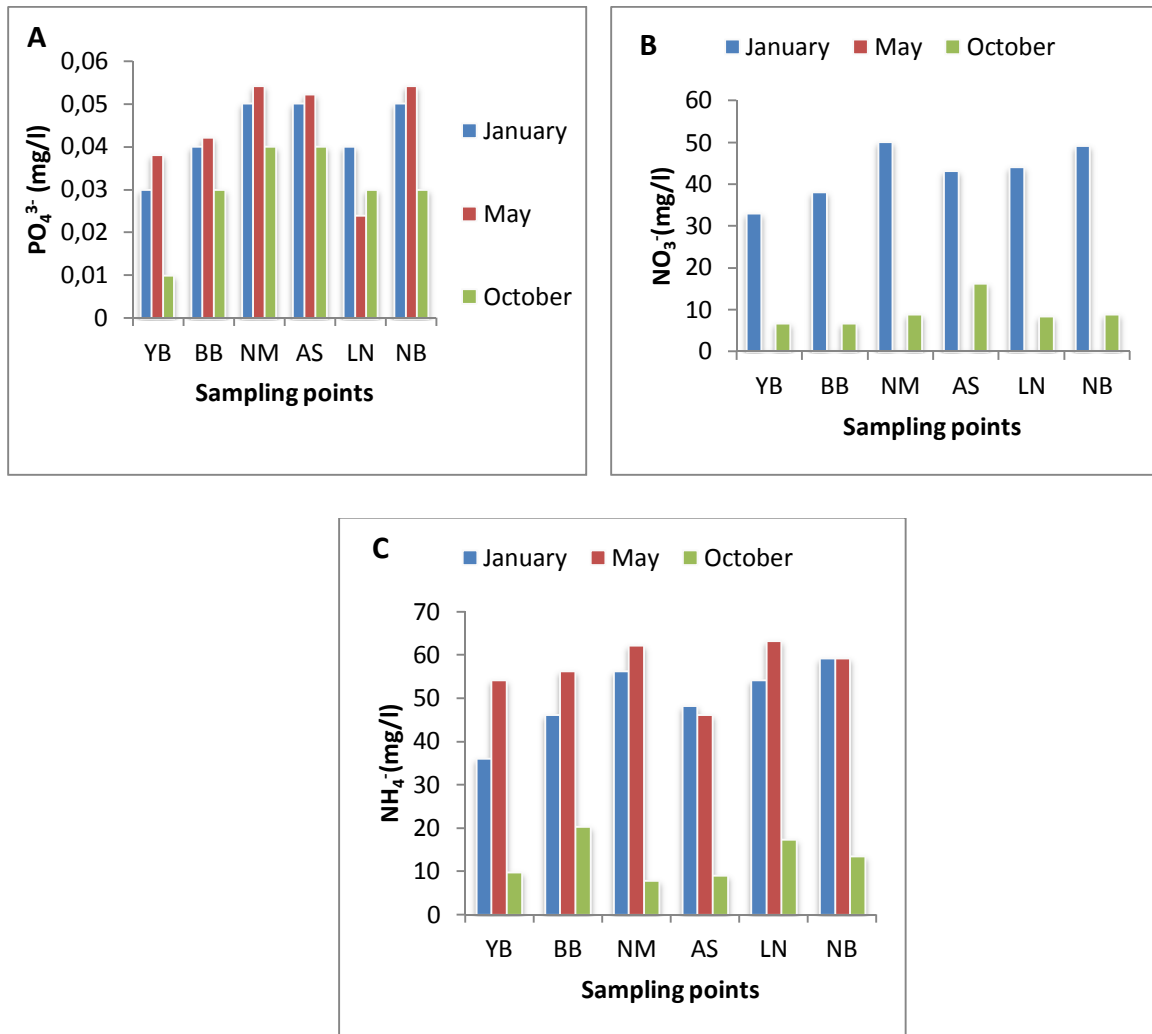 A
0,06
0,05
0,04
0,03
0,02
0,01
0
PO₄³⁻ (mg/l)
YB BB NM AS LN NB
Sampling points
January
May
October
B
January May October
60
50
40
30
20
10
0
NO₃⁻(mg/l)
YB BB NM AS LN NB
Sampling points
C
January May October
70
60
50
40
30
20
10
0
NH₄⁻(mg/l)
YB BB NM AS LN NB
Sampling points